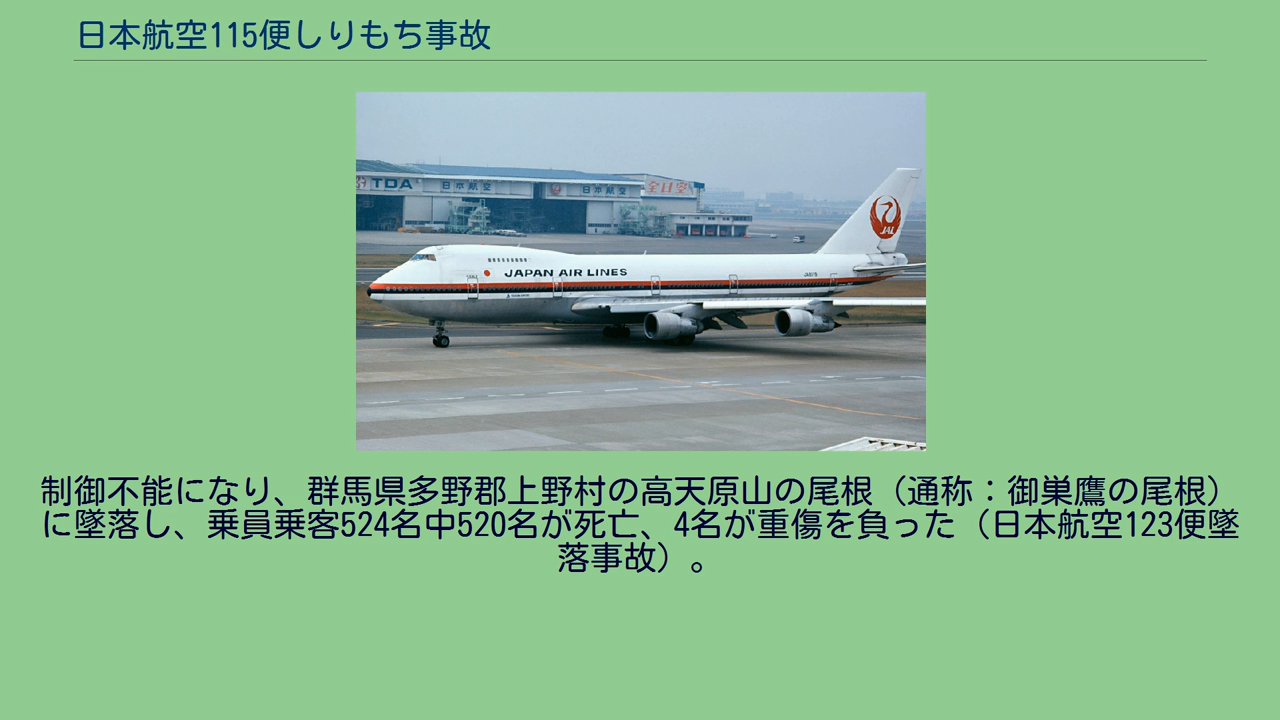 日本航空115便しりもち事故
TDA
日本航空
日本航空
全日空
JAL
JAPAN AIR LINES
制御不能になり、群馬県多野郡上野村の高天原山の尾根（通称：御巣鷹の尾根）
に墜落し、乗員乗客524名中520名が死亡、4名が重傷を負った（日本航空123便墜
落事故）。